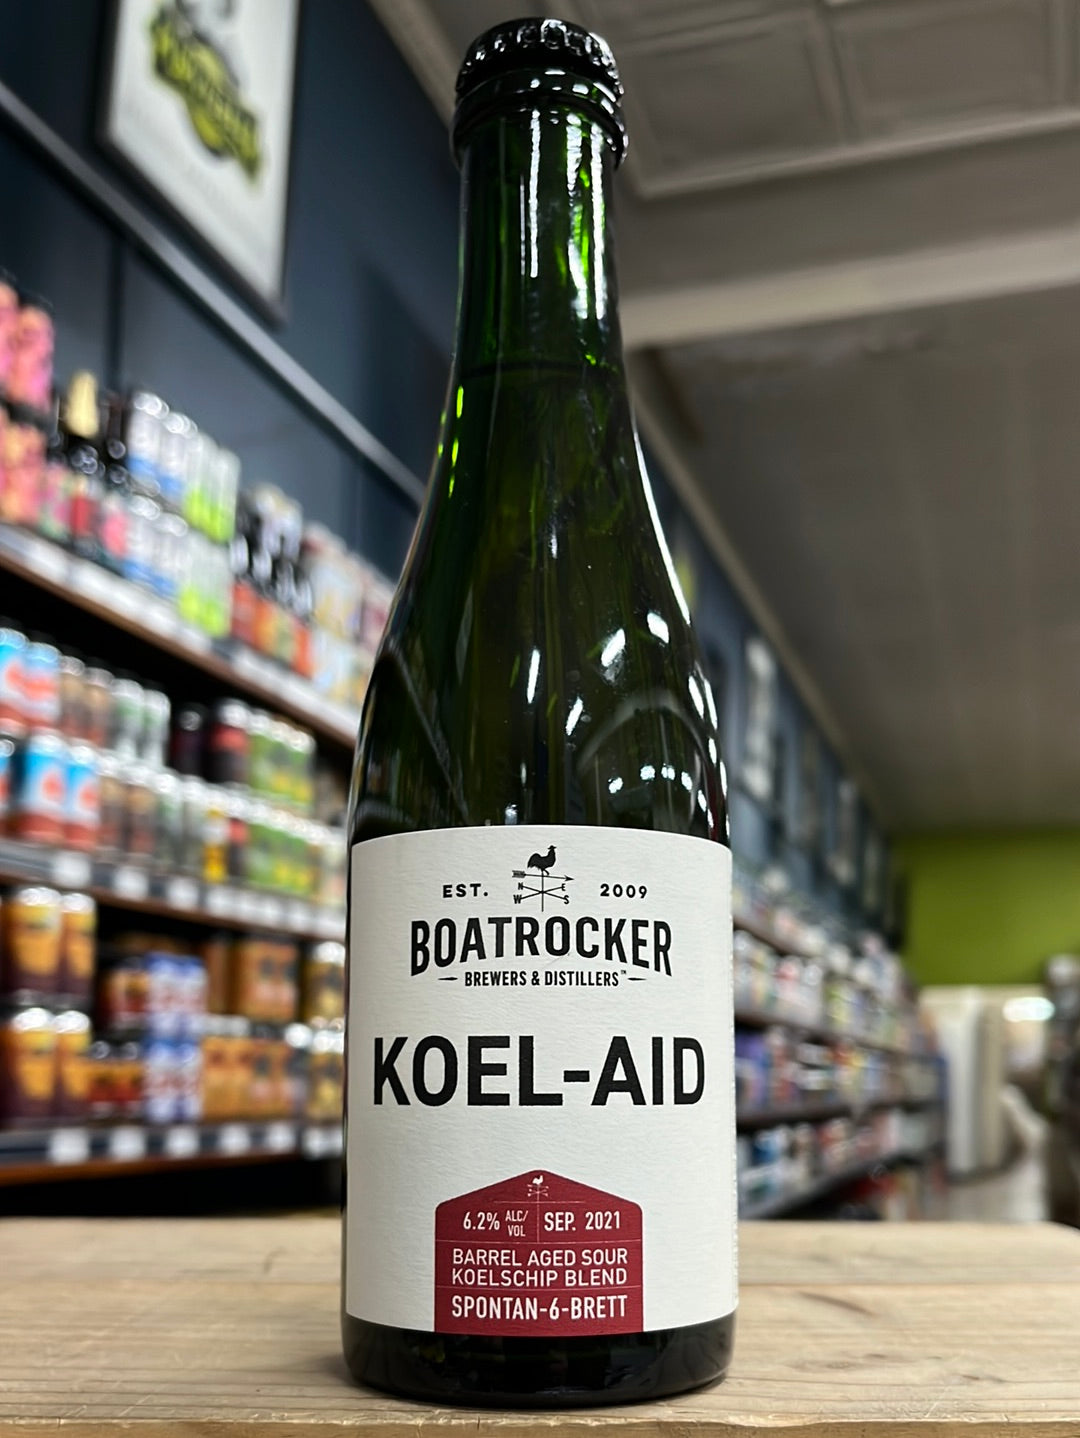 EST. 2009
N E
W S
BOATROCKER
BREWERS & DISTILLERS™
KOEL-AID
6.2% ALC/VOL SEP. 2021
BARREL AGED SOUR
KOELSCHIP BLEND
SPONTAN-6-BRETT